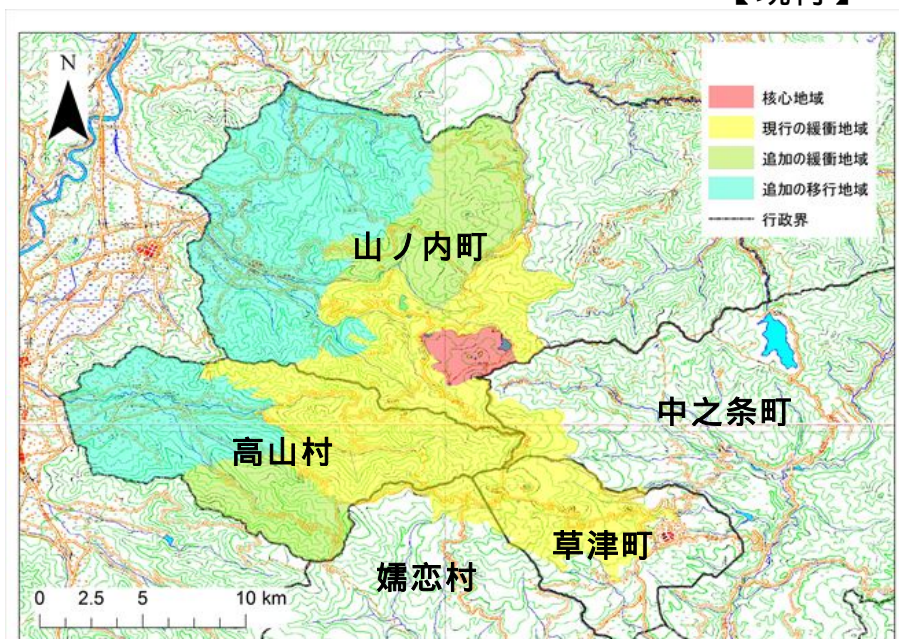 N
核心地域
現行の緩衝地域
追加の緩衝地域
追加の移行地域
行政界
山ノ内町
中之条町
高山村
草津町
嬬恋村
0 2.5 5 10 km